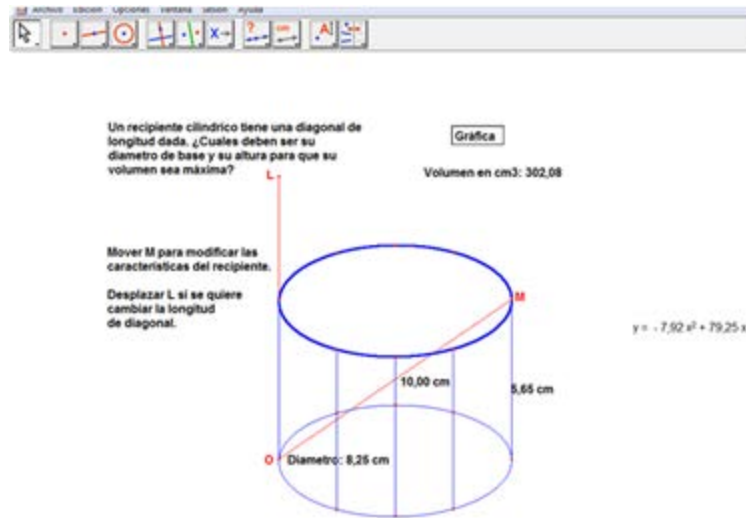 Archivo Edición Opciones Ventana Sesión Ayuda
Un recipiente cilindrico tiene una diagonal de
longitud dada. ¿Cuales deben ser su
diametro de base y su altura para que su
volumen sea máxima?
Gráfica
Volumen en cm3: 302,08
L
Mover M para modificar las
características del recipiente.
Desplazar L si se quiere
cambiar la longitud
de diagonal.
M
y = - 7,92 x² + 79,25 x
10,00 cm
5,65 cm
O
Diametro: 8,25 cm